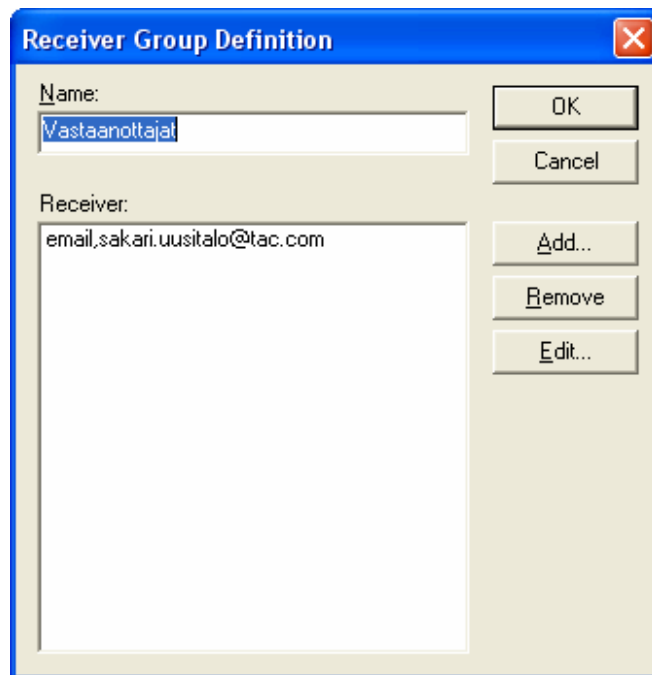 Receiver Group Definition
Name:
Vastaanottajat
OK
Cancel
Receiver:
email,sakari.uusitalo@tac.com
Add...
Remove
Edit...